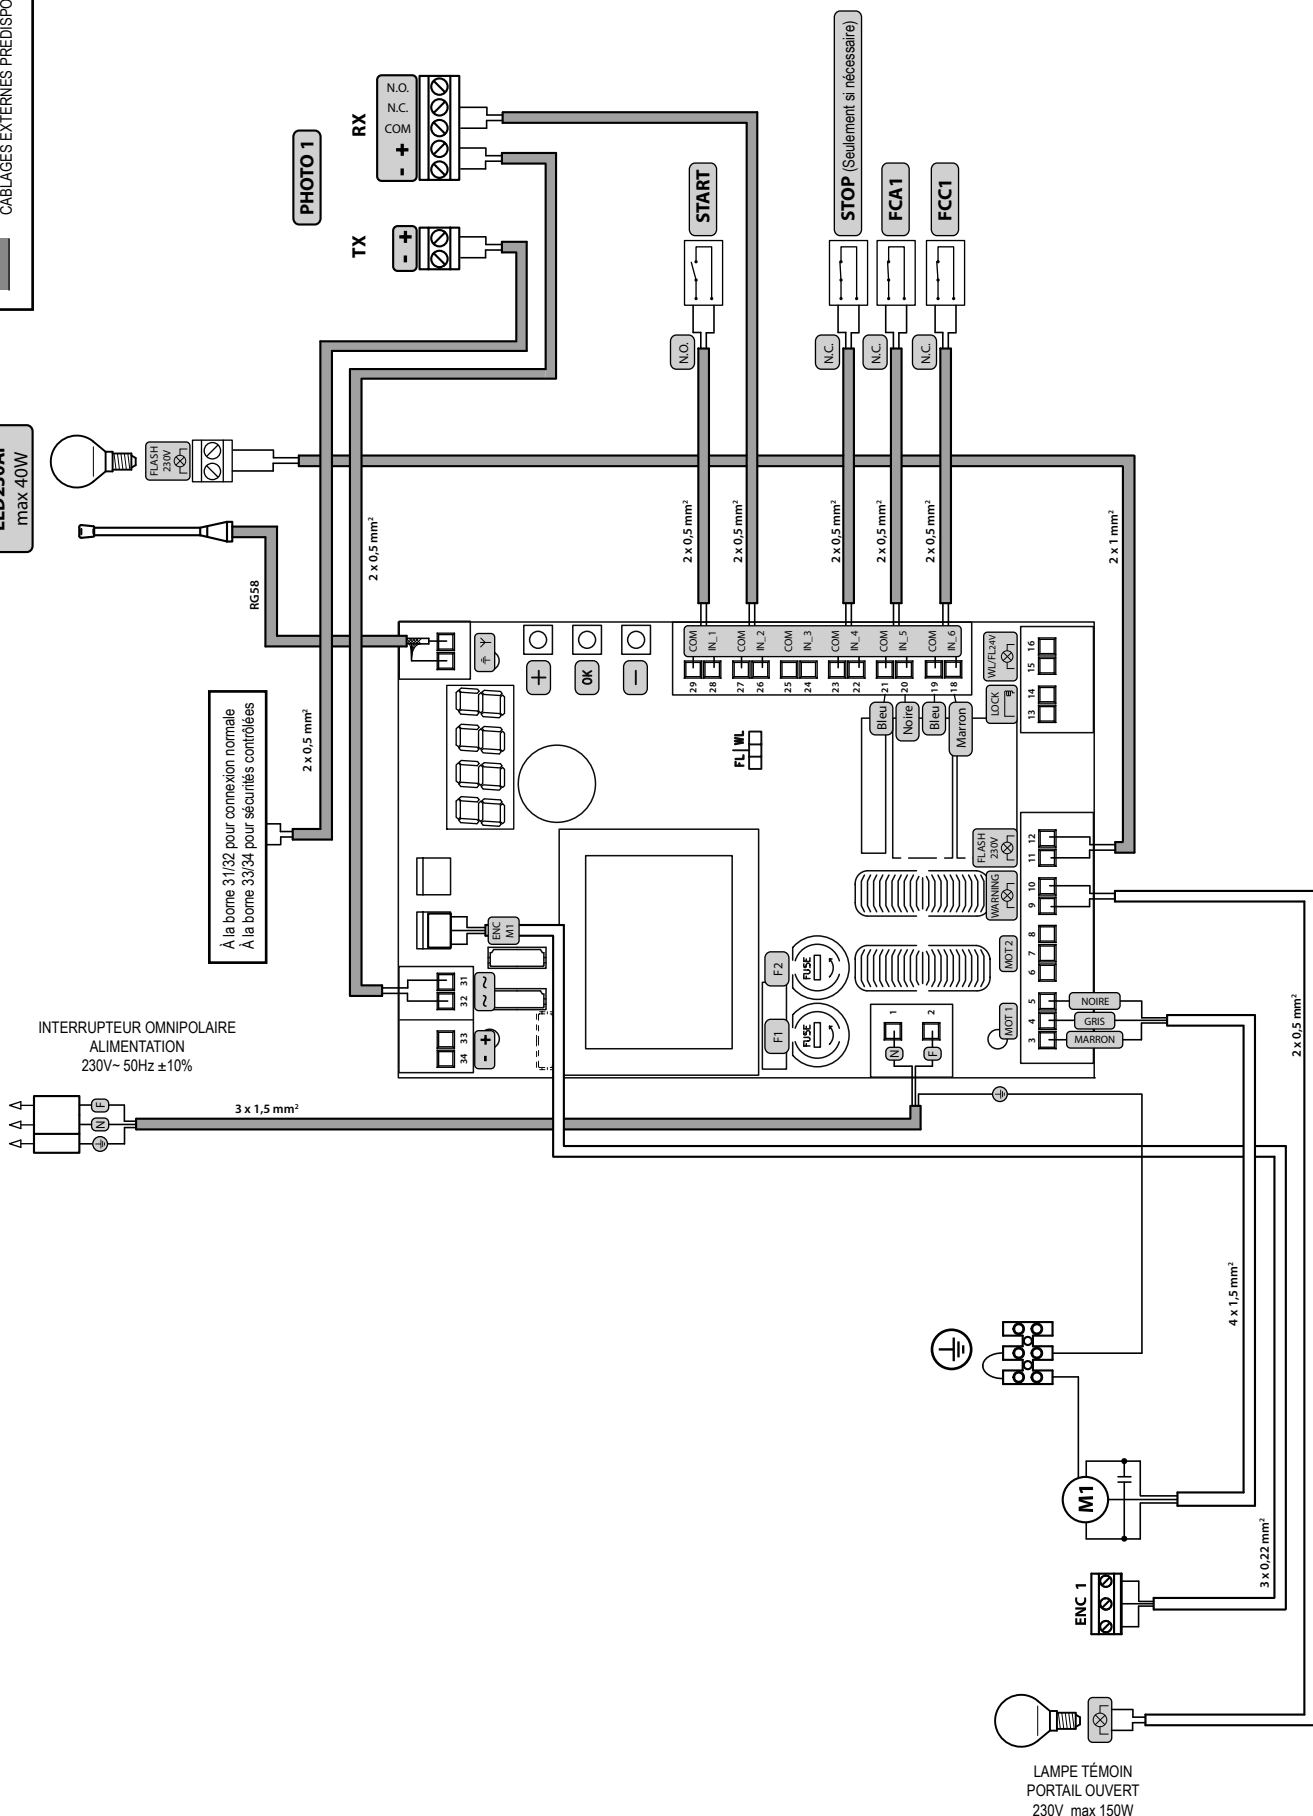 CABLAGES EXTERNES PREDISPO
PHOTO 1
RX
N.O.
N.C.
COM
- +
TX
- +
max 40W
FLASH
230V
RG58
2 x 0,5 mm²
2 x 0,5 mm²
À la borne 31/32 pour connexion normale
À la borne 33/34 pour sécurités contrôlées
INTERRUPTEUR OMNIPOLAIRE
ALIMENTATION
230V~ 50Hz ±10%
F
N
3 x 1,5 mm²
START
STOP (Seulement si nécessaire)
FCA1
FCC1
N.O.
N.C.
N.C.
N.C.
2 x 0,5 mm²
2 x 0,5 mm²
2 x 0,5 mm²
2 x 0,5 mm²
2 x 0,5 mm²
2 x 1 mm²
+
OK
-
COM
IN_1
COM
IN_2
COM
IN_3
COM
IN_4
COM
IN_5
COM
IN_6
29
28
27
26
25
24
23
22
21
20
19
18
Bleu
Noire
Bleu
Marron
FL WL
LOCK
WL/FL24V
13
14
15
16
FLASH
230V
WARNING
MOT 2
MOT 1
12
11
10
9
8
7
6
5
4
3
NOIRE
GRIS
MARRON
ENC
M1
31
32
~ ~
33
34
- +
F2
FUSE
F1
FUSE
1
2
N
F
2 x 0,5 mm²
4 x 1,5 mm²
3 x 0,22 mm²
M1
ENC 1
LAMPE TÉMOIN
PORTAIL OUVERT
230V max 150W